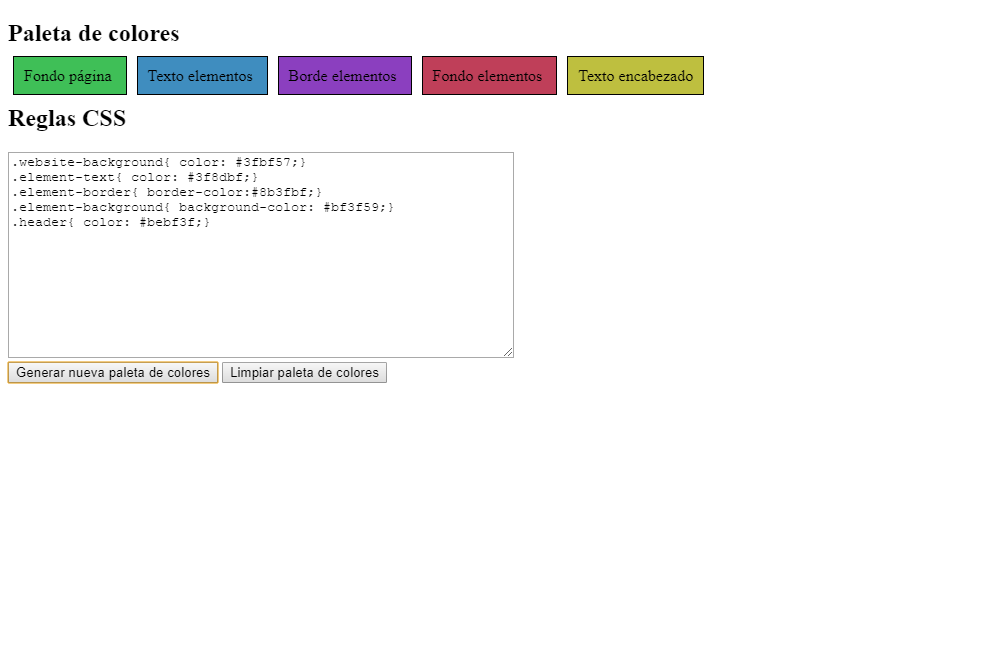 Paleta de colores
Fondo página Texto elementos Borde elementos Fondo elementos Texto encabezado
Reglas CSS
.website-background{ color: #3fbf57;}
.element-text{ color: #3f8dbf;}
.element-border{ border-color:#8b3fbf;}
.element-background{ background-color: #bf3f59;}
.header{ color: #bebf3f;}
Generar nueva paleta de colores Limpiar paleta de colores